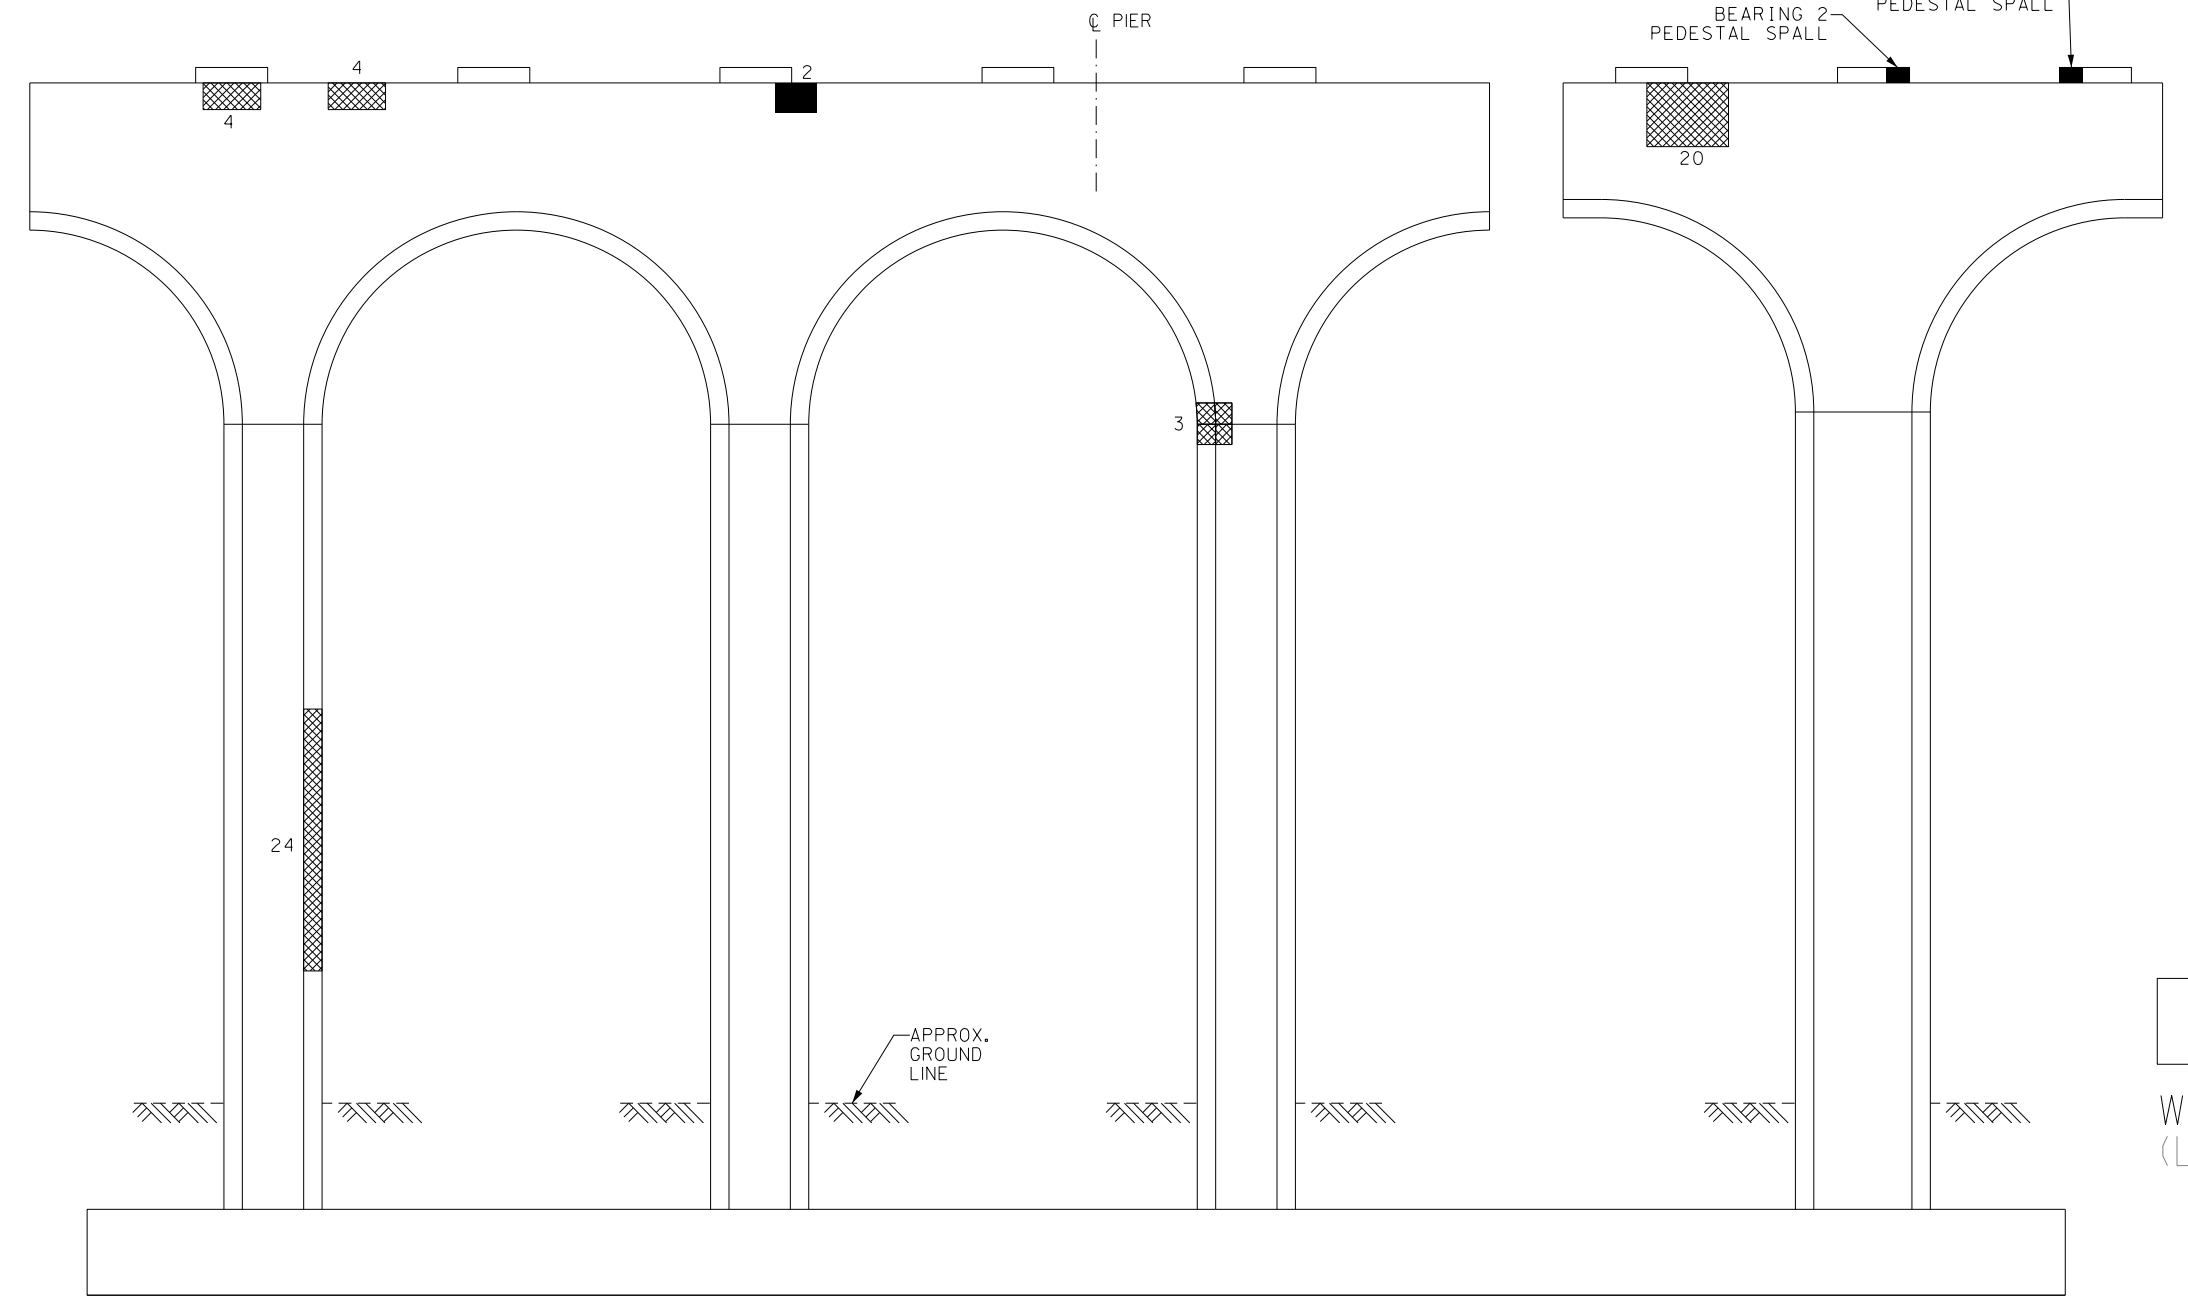 ℄ PIER
BEARING 2
PEDESTAL SPALL
PEDESTAL SPALL
4
2
4
20
3
24
APPROX.
GROUND
LINE
W
(L